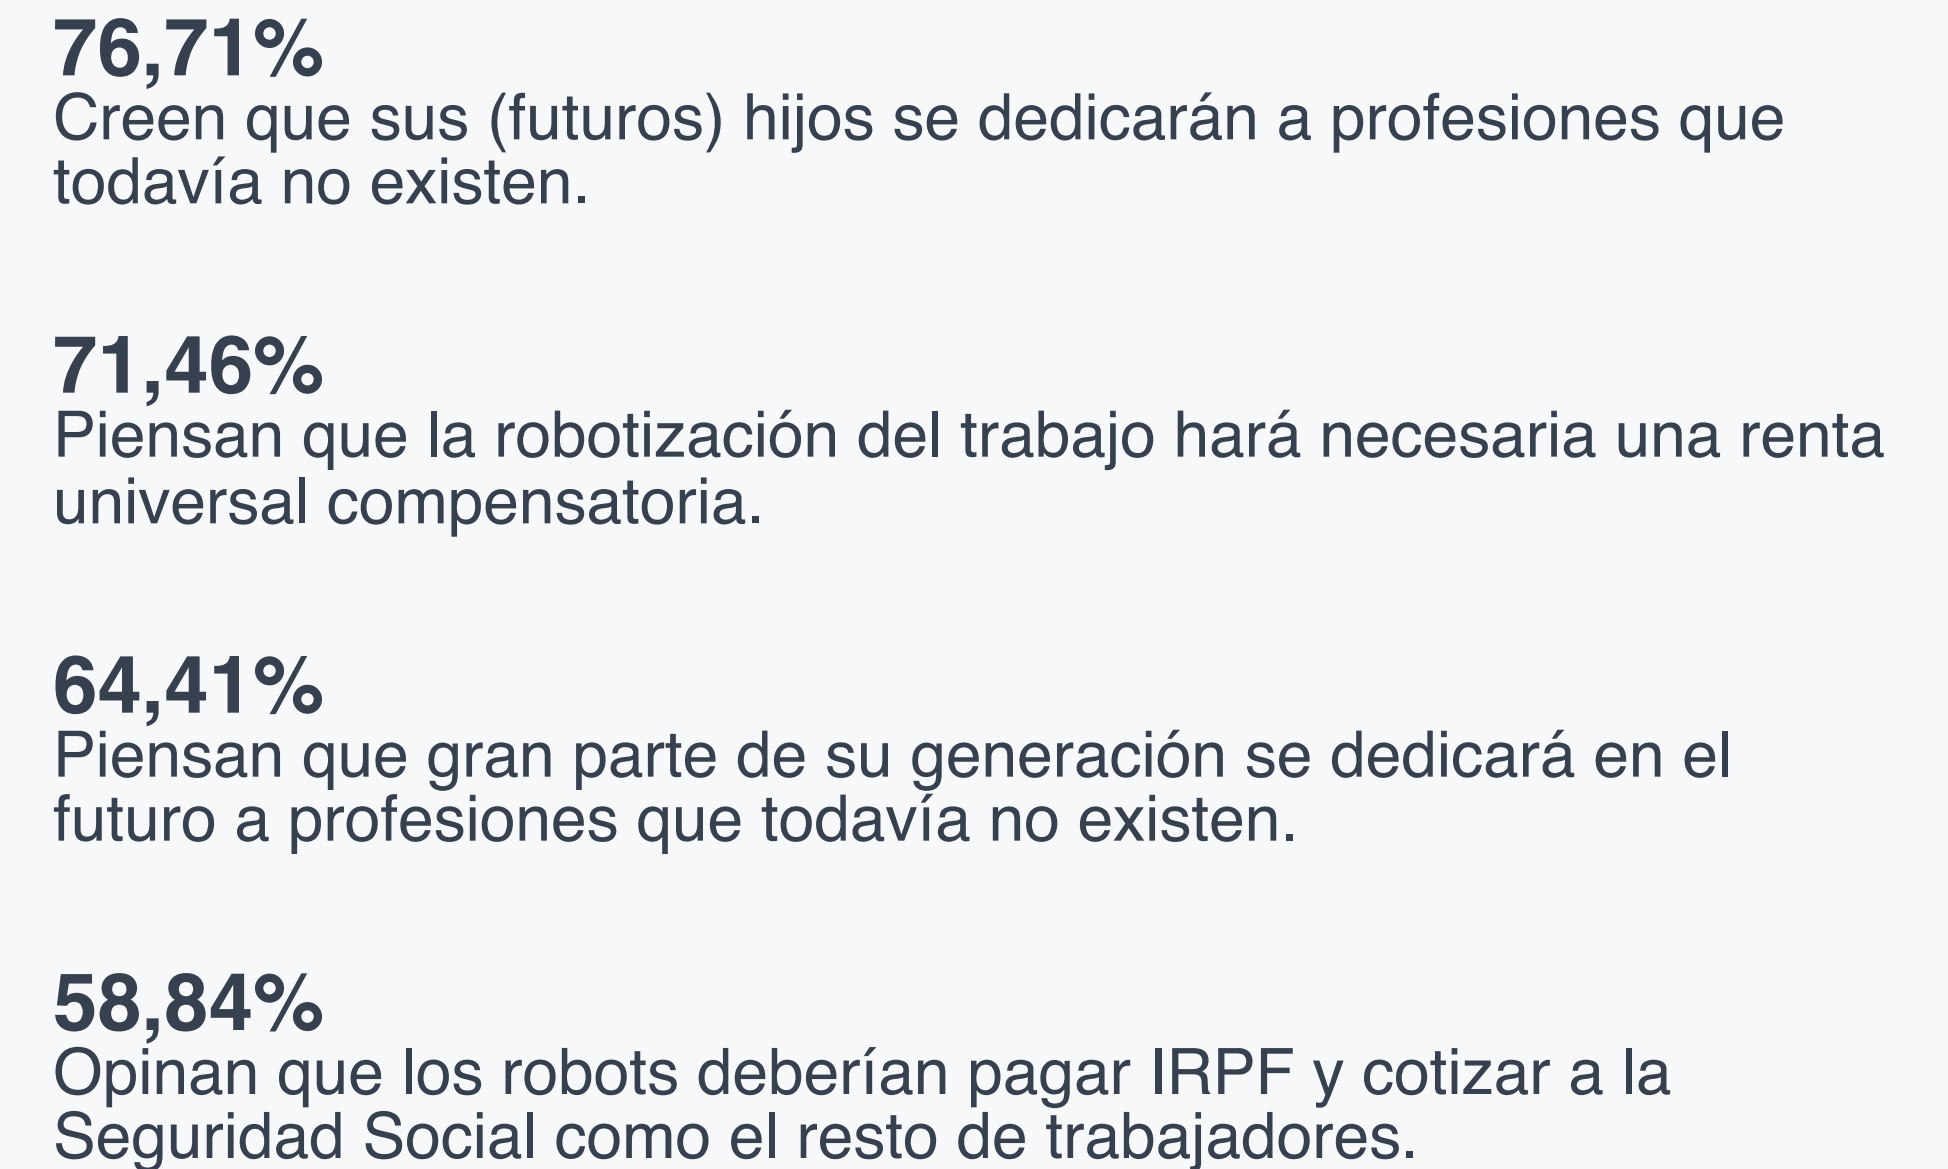 76,71%
Creen que sus (futuros) hijos se dedicarán a profesiones que
todavía no existen.
71,46%
Piensan que la robotización del trabajo hará necesaria una renta
universal compensatoria.
64,41%
Piensan que gran parte de su generación se dedicará en el
futuro a profesiones que todavía no existen.
58,84%
Opinan que los robots deberían pagar IRPF y cotizar a la
Seguridad Social como el resto de trabajadores.